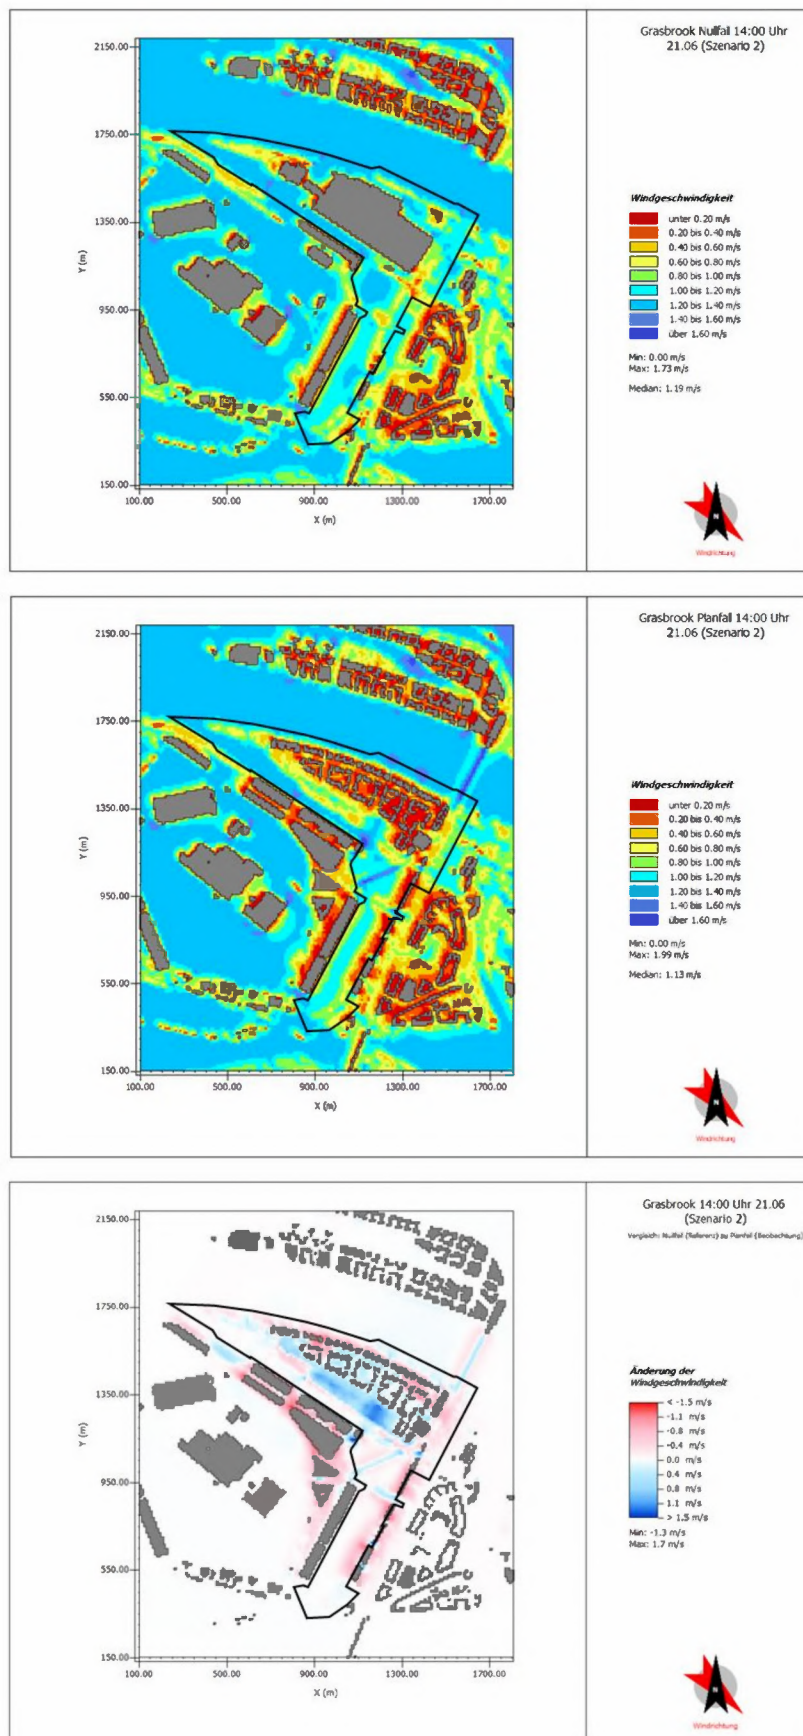 Grasbrook Nullfall 14:00 Uhr
21.06 (Szenario 2)
2150.00
1750.00
1350.00
950.00
550.00
150.00
Y (m)
100.00 500.00 900.00 1300.00 1700.00
X (m)
Windgeschwindigkeit
unter 0.20 m/s
0.20 bis 0.40 m/s
0.40 bis 0.60 m/s
0.60 bis 0.80 m/s
0.80 bis 1.00 m/s
1.00 bis 1.20 m/s
1.20 bis 1.40 m/s
1.40 bis 1.60 m/s
über 1.60 m/s
Min: 0.00 m/s
Max: 1.73 m/s
Median: 1.19 m/s
N
Windrichtung
Grasbrook Planfall 14:00 Uhr
21.06 (Szenario 2)
2150.00
1750.00
1350.00
950.00
550.00
150.00
Y (m)
100.00 500.00 900.00 1300.00 1700.00
X (m)
Windgeschwindigkeit
unter 0.20 m/s
0.20 bis 0.40 m/s
0.40 bis 0.60 m/s
0.60 bis 0.80 m/s
0.80 bis 1.00 m/s
1.00 bis 1.20 m/s
1.20 bis 1.40 m/s
1.40 bis 1.60 m/s
über 1.60 m/s
Min: 0.00 m/s
Max: 1.99 m/s
Median: 1.13 m/s
N
Windrichtung
Grasbrook 14:00 Uhr 21.06
(Szenario 2)
Vergleich: Nullfall (Referenz) zu Planfall (Beobachtung)
2150.00
1750.00
1350.00
950.00
550.00
150.00
Y (m)
100.00 500.00 900.00 1300.00 1700.00
X (m)
Änderung der
Windgeschwindigkeit
< -1.5 m/s
-1.1 m/s
-0.8 m/s
-0.4 m/s
0.0 m/s
0.4 m/s
0.8 m/s
1.1 m/s
> 1.5 m/s
Min: -1.3 m/s
Max: 1.7 m/s
N
Windrichtung